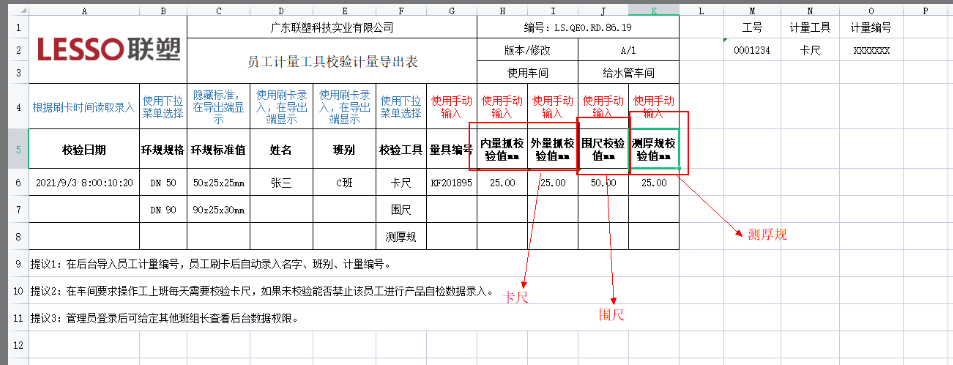 A B C D E F G H I J K L M N O P
1 广东联塑科技实业有限公司 编号: LS.QEO.RD.86.19 工号 计量工具 计量编号
LESSO联塑
2 员工计量工具校验计量导出表 版本/修改 A/1 0001234 卡尺 XXXXXXX
3 使用车间 给水管车间
4 根据刷卡时间读取录入 使用下拉菜单选择 隐藏标准,在导出端显示 使用刷卡录入,在导出端显示 使用刷卡录入,在导出端显示 使用下拉菜单选择 使用手动输入 使用手动输入 使用手动输入 使用手动输入 使用手动输入
5 校验日期 环规规格 环规标准值 姓名 班别 校验工具 量具编号 内量抓校验值mm 外量抓校验值mm 围尺校验值mm 测厚规校验值mm
6 2021/9/3 8:00:10:20 DN 50 50x25x25mm 张三 C班 卡尺 KF201895 25.00 25.00 50.00 25.00
7 DN 90 90x25x30mm 围尺
8 测厚规
测厚规
9 提议1:在后台导入员工计量编号,员工刷卡后自动录入名字、班别、计量编号。
10 提议2:在车间要求操作工上班每天需要校验卡尺,如果未校验能否禁止该员工进行产品自检数据录入。
卡尺
11 提议3:管理员登录后可给定其他班组长查看后台数据权限。
围尺
12